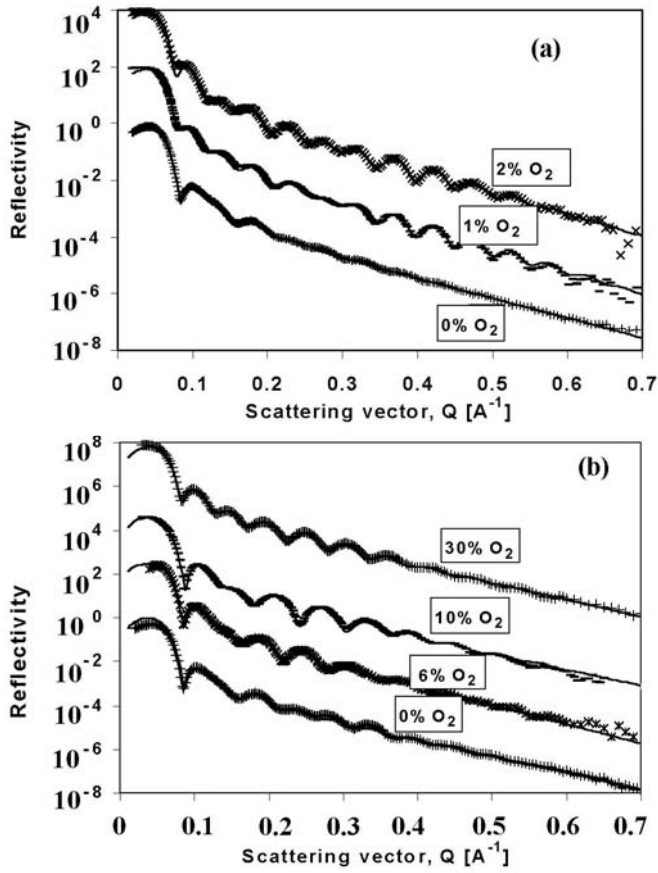 (a)
Reflectivity
10⁴
10²
10⁰
10⁻²
10⁻⁴
10⁻⁶
10⁻⁸
2% O₂
1% O₂
0% O₂
0 0.1 0.2 0.3 0.4 0.5 0.6 0.7
Scattering vector, Q [A⁻¹]
(b)
Reflectivity
10⁸
10⁶
10⁴
10²
10⁰
10⁻²
10⁻⁴
10⁻⁶
10⁻⁸
30% O₂
10% O₂
6% O₂
0% O₂
0 0.1 0.2 0.3 0.4 0.5 0.6 0.7
Scattering vector, Q [A⁻¹]